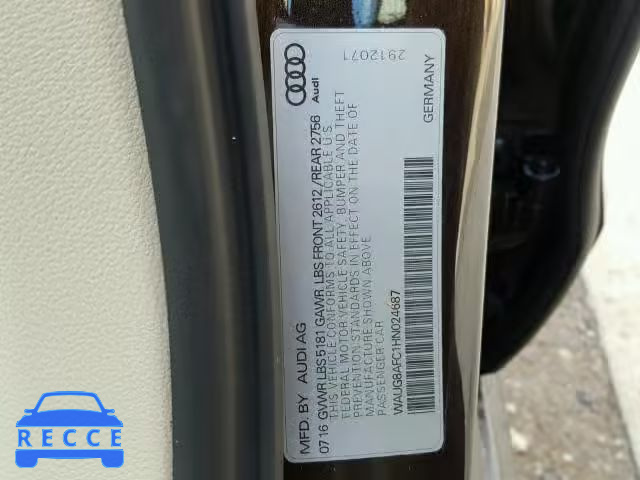 MFD. BY AUDI AG
Audi
07 16 GVWR LBS 5181 GAWR LBS FRONT 2612 / REAR 2756
THIS VEHICLE CONFORMS TO ALL APPLICABLE U.S.
FEDERAL MOTOR VEHICLE SAFETY, BUMPER AND THEFT
PREVENTION STANDARDS IN EFFECT ON THE DATE OF
MANUFACTURE SHOWN ABOVE
PASSENGER CAR
WAUG8AFC1HN024687
2912071
GERMANY
RECCE